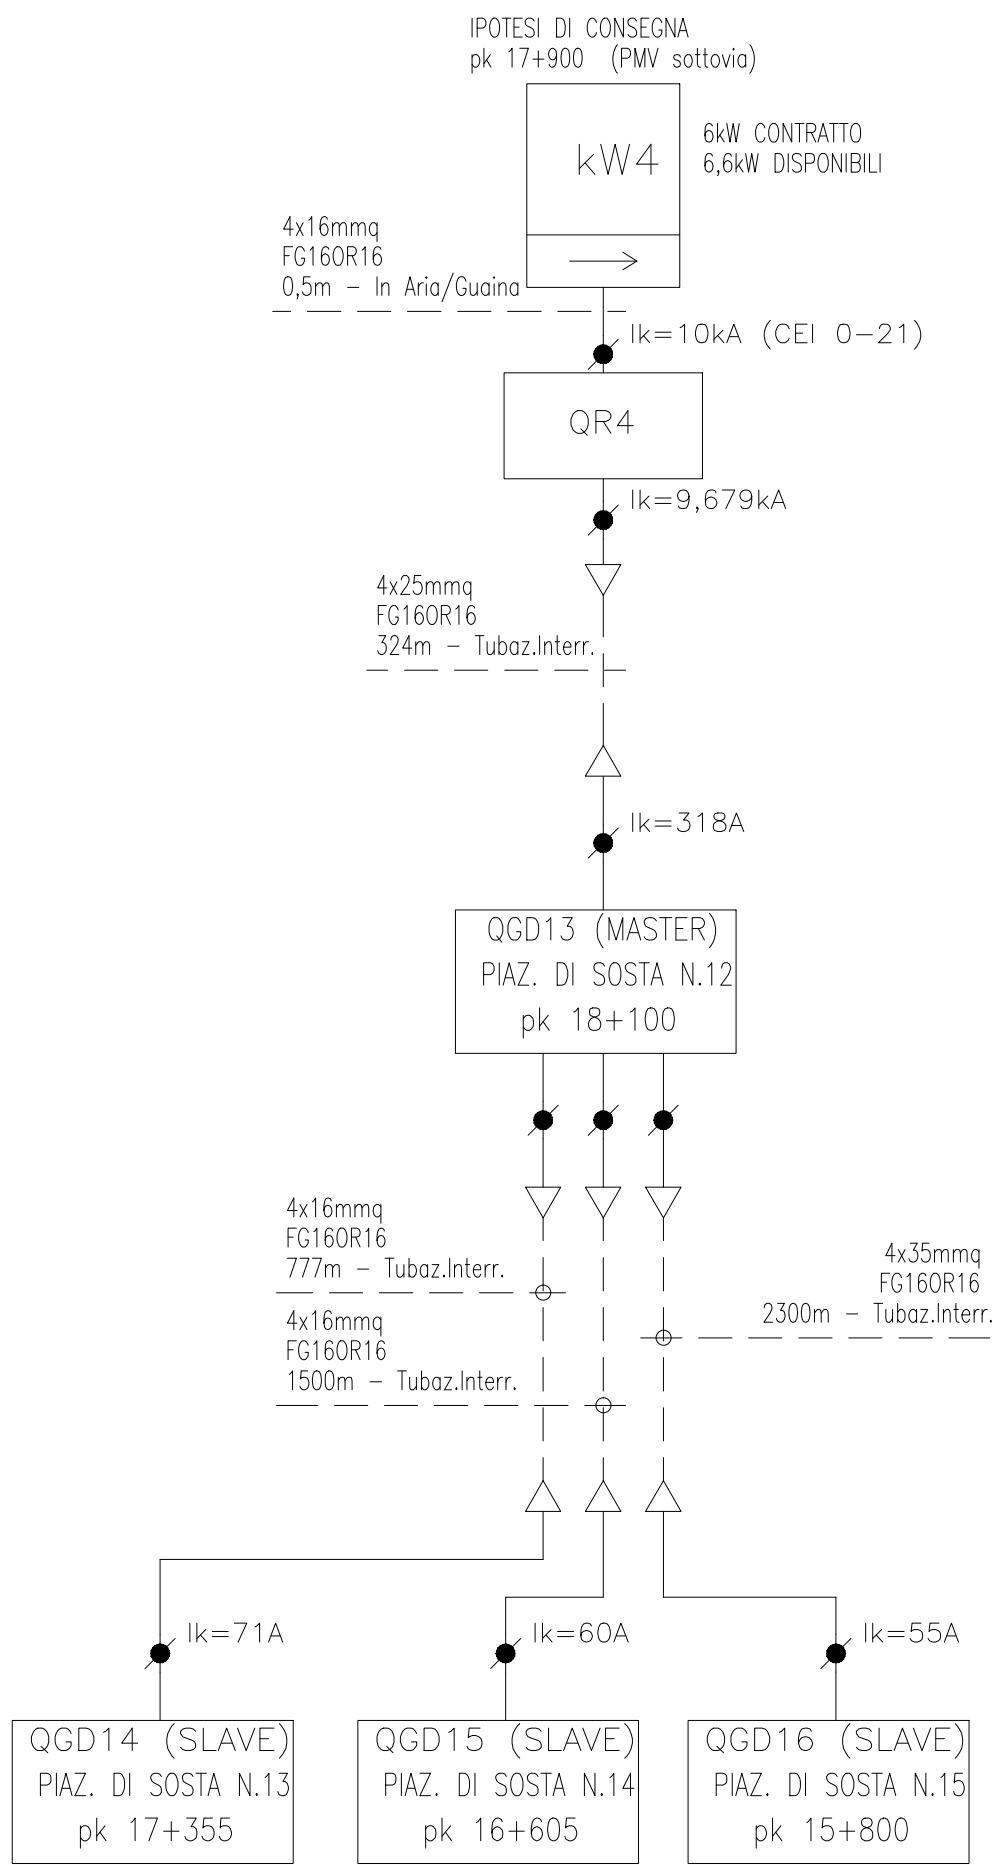 IPOTESI DI CONSEGNA
pk 17+900 (PMV sottovia)
kW4
6kW CONTRATTO
6,6kW DISPONIBILI
4x16mmq
FG16OR16
0,5m - In Aria/Guaina
Ik=10kA (CEI 0-21)
QR4
Ik=9,679kA
4x25mmq
FG16OR16
324m - Tubaz.Interr.
Ik=318A
QGD13 (MASTER)
PIAZ. DI SOSTA N.12
pk 18+100
4x16mmq
FG16OR16
777m - Tubaz.Interr.
4x35mmq
FG16OR16
2300m - Tubaz.Interr.
4x16mmq
FG16OR16
1500m - Tubaz.Interr.
Ik=71A
Ik=60A
Ik=55A
QGD14 (SLAVE)
PIAZ. DI SOSTA N.13
pk 17+355
QGD15 (SLAVE)
PIAZ. DI SOSTA N.14
pk 16+605
QGD16 (SLAVE)
PIAZ. DI SOSTA N.15
pk 15+800